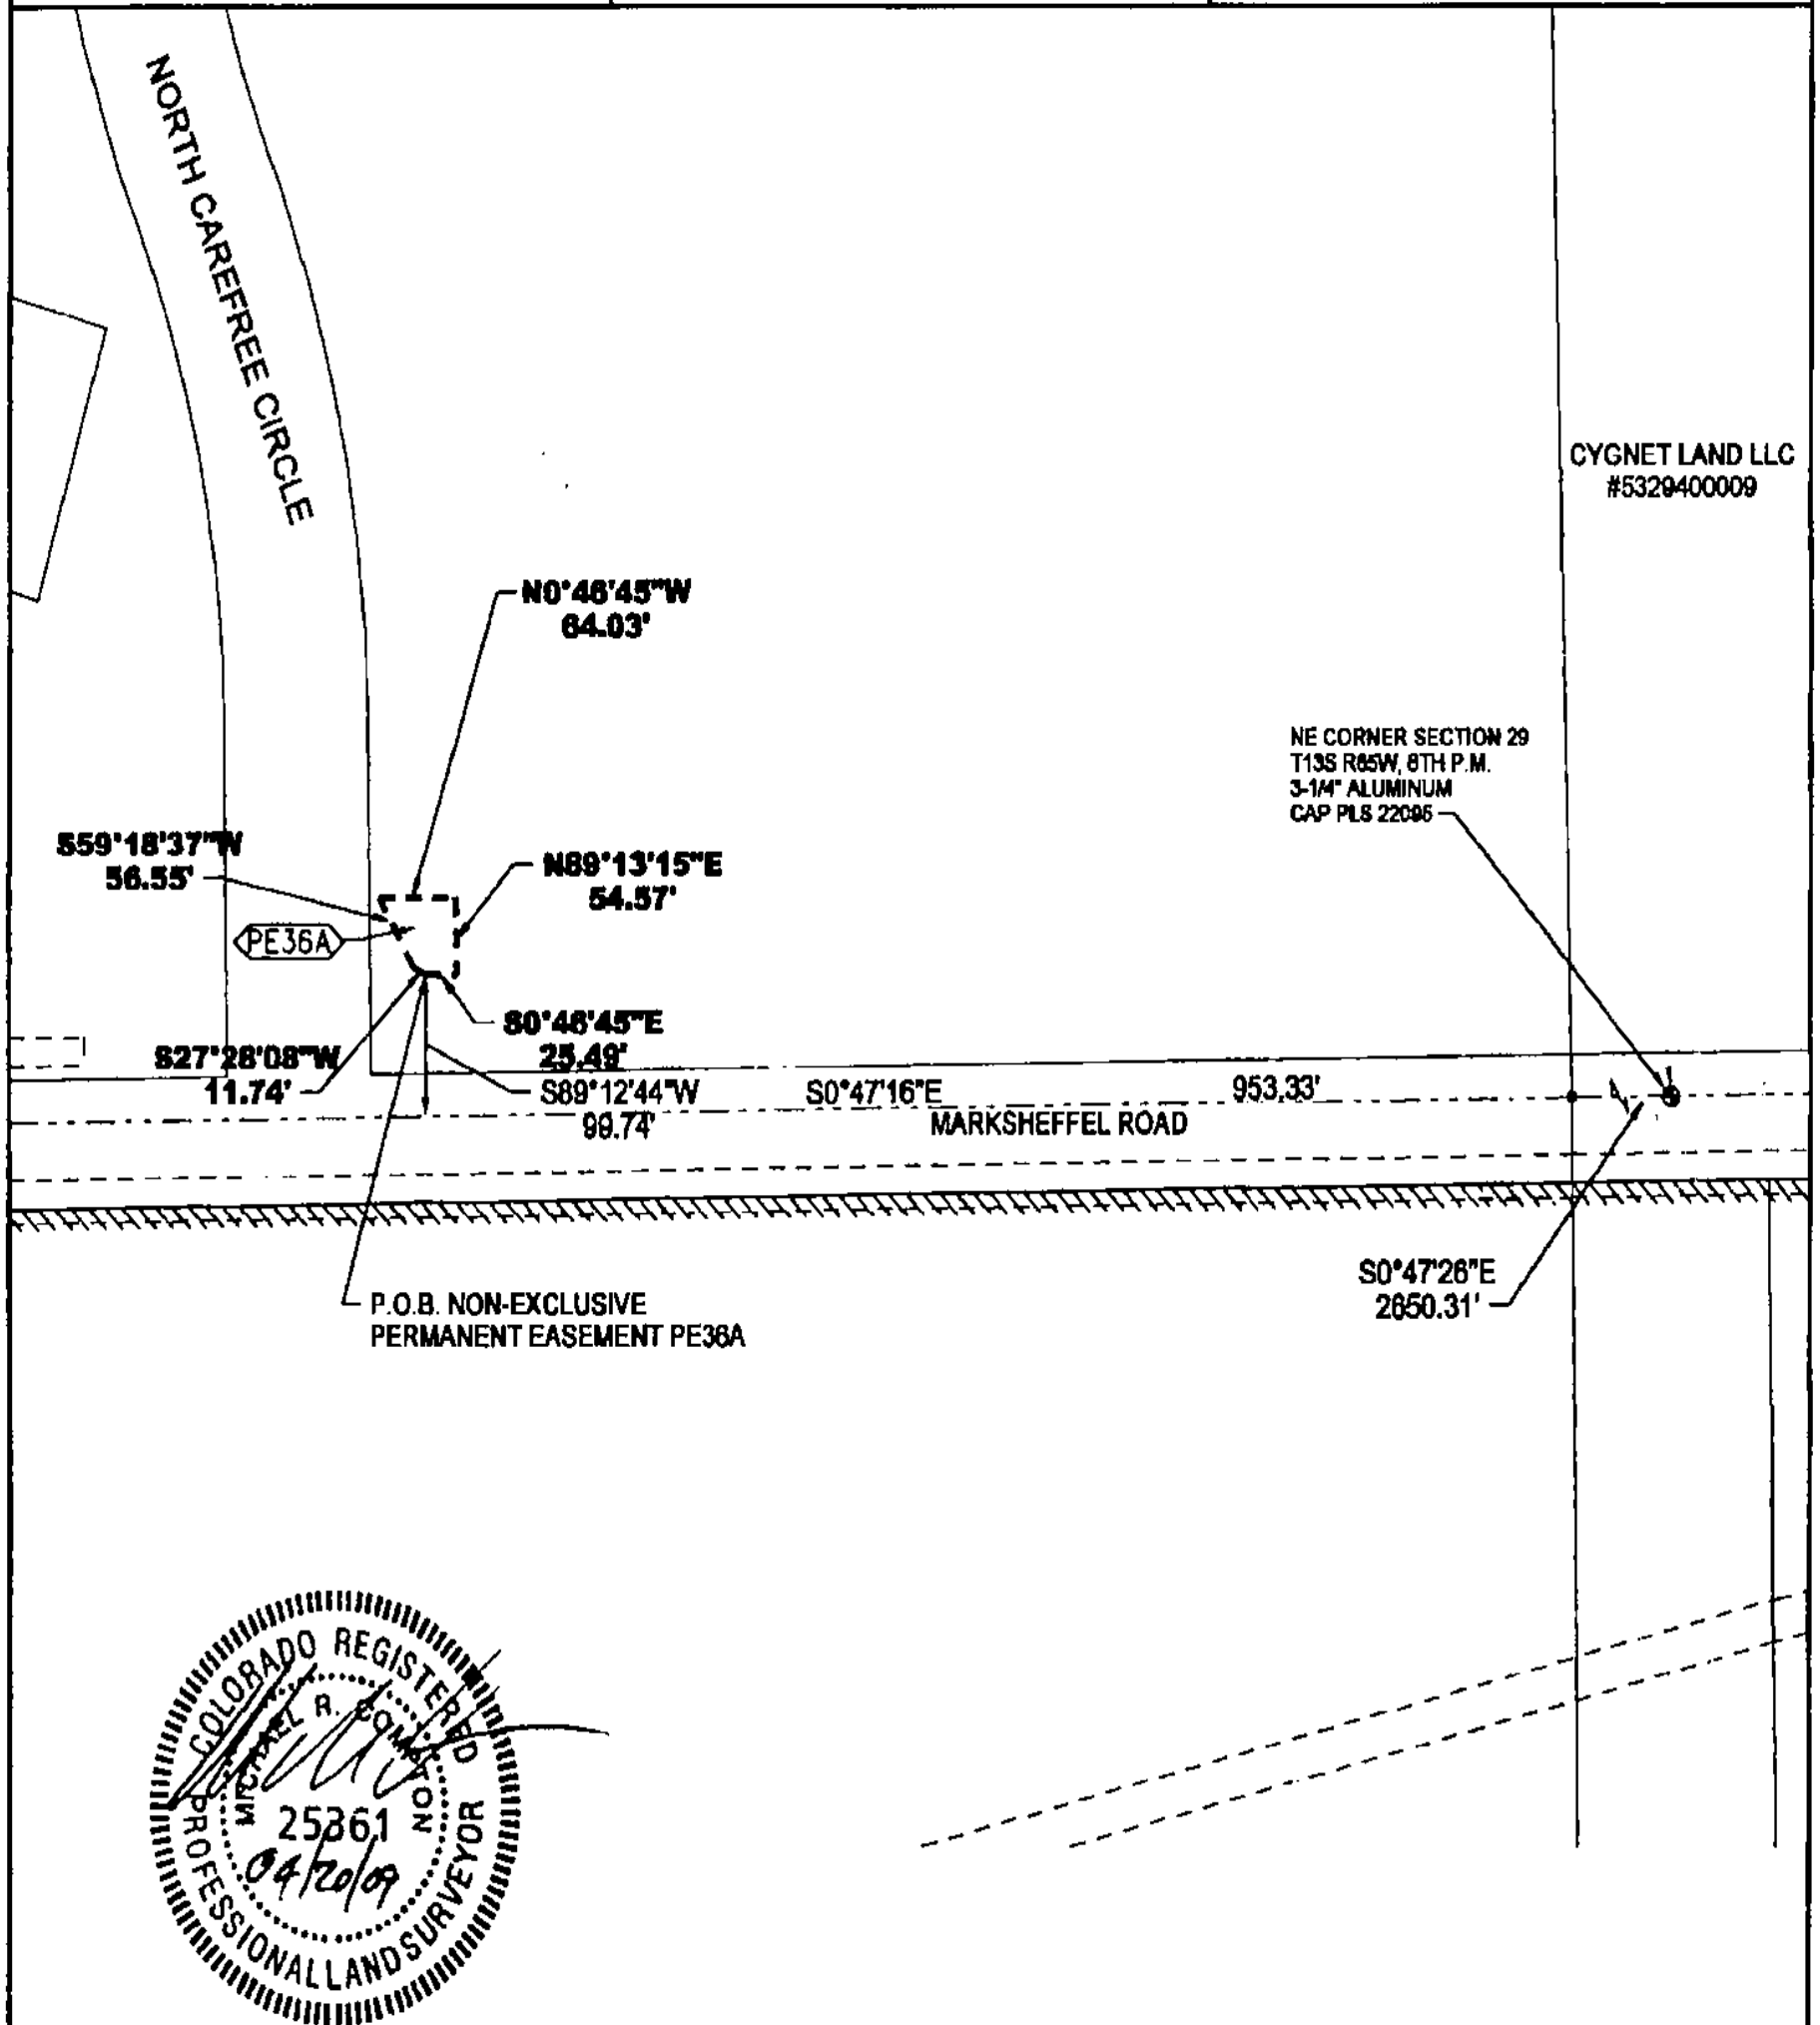 NORTH CAREFREE CIRCLE
CYGNET LAND LLC
#5329400009
N0°46'45"W
64.03'
NE CORNER SECTION 29
T13S R65W, 6TH P.M.
3-1/4" ALUMINUM
CAP PLS 22095
S59°18'37"W
56.55'
N89°13'15"E
54.57'
PE36A
S0°46'45"E
25.49'
S27°28'08"W
11.74'
S89°12'44"W
99.74'
S0°47'16"E
953.33'
MARKSHEFFEL ROAD
P.O.B. NON-EXCLUSIVE
PERMANENT EASEMENT PE36A
S0°47'26"E
2650.31'
COLORADO REGISTERED
MICHAEL R.
25361
04/20/09
PROFESSIONAL LAND SURVEYOR